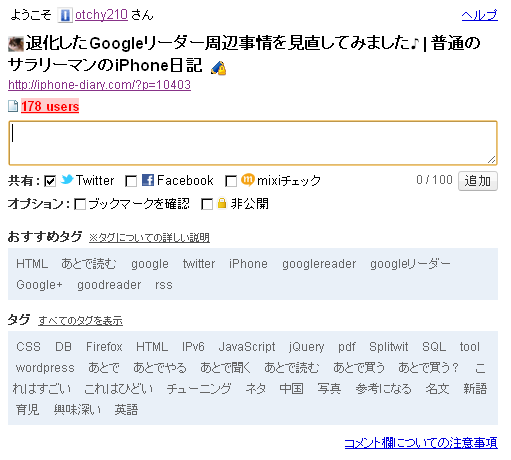 ようこそ otchy210 さん ヘルプ
退化したGoogleリーダー周辺事情を見直してみました♪ | 普通の
サラリーマンのiPhone日記
http://iphone-diary.com/?p=10403
178 users
共有: Twitter Facebook mixiチェック 0 / 100 追加
オプション: ブックマークを確認 非公開
おすすめタグ ※タグについての詳しい説明
HTML あとで読む google twitter iPhone googlereader googleリーダー
Google+ goodreader rss
タグ すべてのタグを表示
CSS DB Firefox HTML IPv6 JavaScript jQuery pdf Splitwit SQL tool
wordpress あとで あとでやる あとで聞く あとで読む あとで買う あとで買う？ こ
れはすごい これはひどい チューニング ネタ 中国 写真 参考になる 名文 新語
育児 興味深い 英語
コメント欄についての注意事項